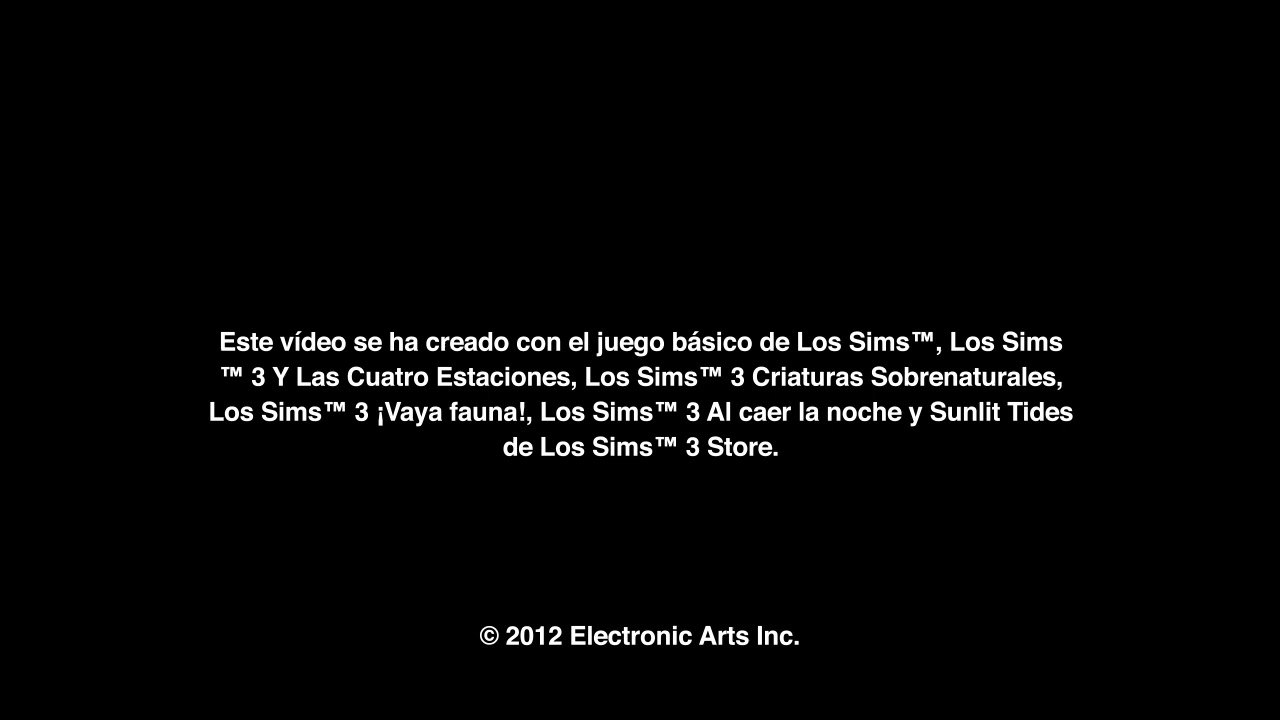 Este vídeo se ha creado con el juego básico de Los Sims™, Los Sims
™ 3 Y Las Cuatro Estaciones, Los Sims™ 3 Criaturas Sobrenaturales,
Los Sims™ 3 ¡Vaya fauna!, Los Sims™ 3 Al caer la noche y Sunlit Tides
de Los Sims™ 3 Store.
© 2012 Electronic Arts Inc.